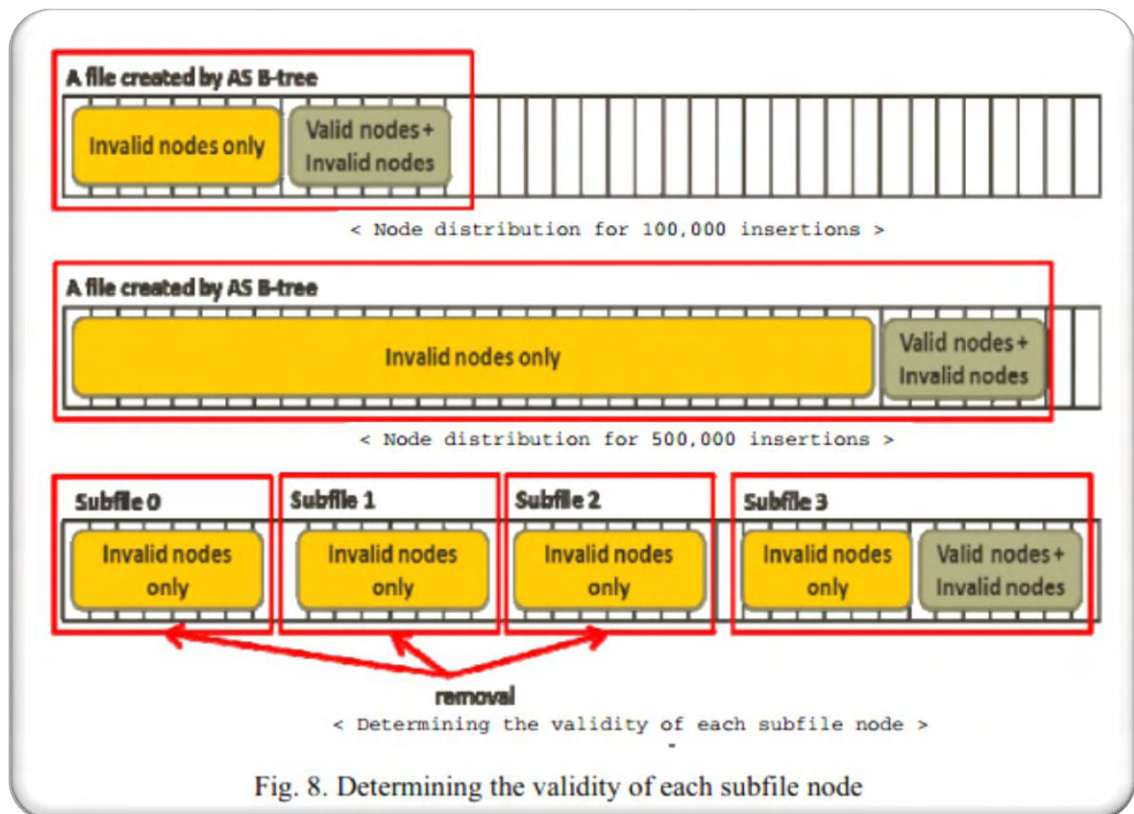 A file created by AS B-tree
Invalid nodes only
Valid nodes +
Invalid nodes
< Node distribution for 100,000 insertions >
A file created by AS B-tree
Invalid nodes only
Valid nodes +
Invalid nodes
< Node distribution for 500,000 insertions >
Subfile 0
Subfile 1
Subfile 2
Subfile 3
Invalid nodes
only
Invalid nodes
only
Invalid nodes
only
Invalid nodes
only
Valid nodes +
Invalid nodes
removal
< Determining the validity of each subfile node >
Fig. 8. Determining the validity of each subfile node